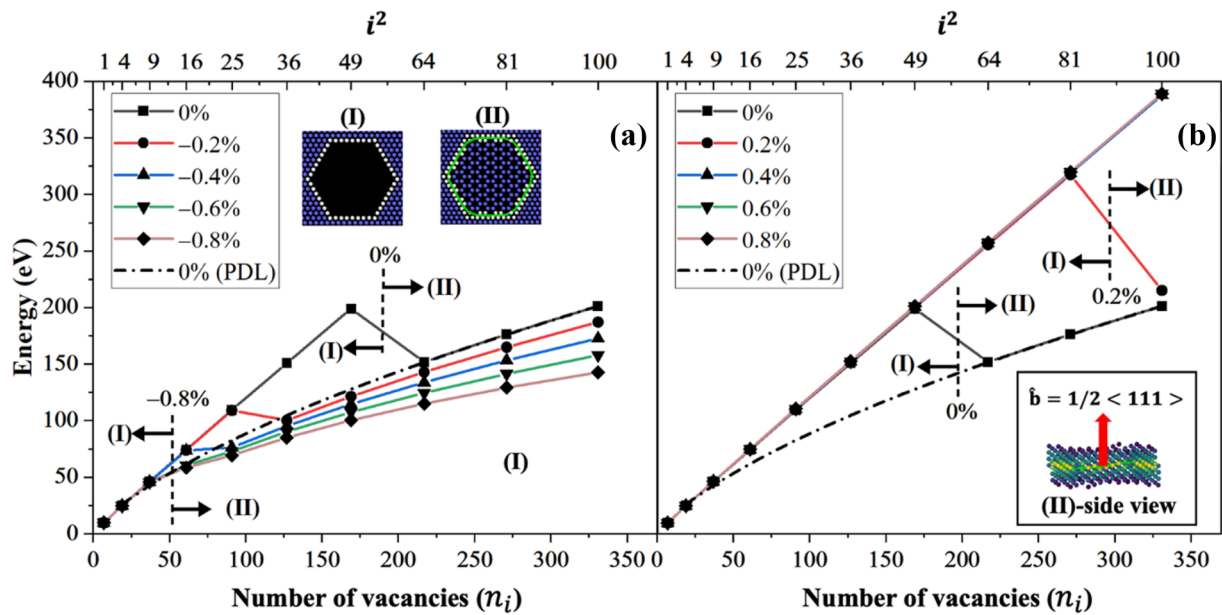 i²
1 4 9 16 25 36 49 64 81 100
400
350
300
250
200
150
100
50
0
Energy (eV)
0%
−0.2%
−0.4%
−0.6%
−0.8%
0% (PDL)
(I)
(II)
(a)
0%
(II)
(I)
−0.8%
(I)
(II)
(I)
0 50 100 150 200 250 300 350
Number of vacancies (nᵢ)
i²
1 4 9 16 25 36 49 64 81 100
0%
0.2%
0.4%
0.6%
0.8%
0% (PDL)
(b)
(II)
(I)
0.2%
(II)
(I)
0%
b̂ = 1/2 < 111 >
(II)-side view
0 50 100 150 200 250 300 350
Number of vacancies (nᵢ)